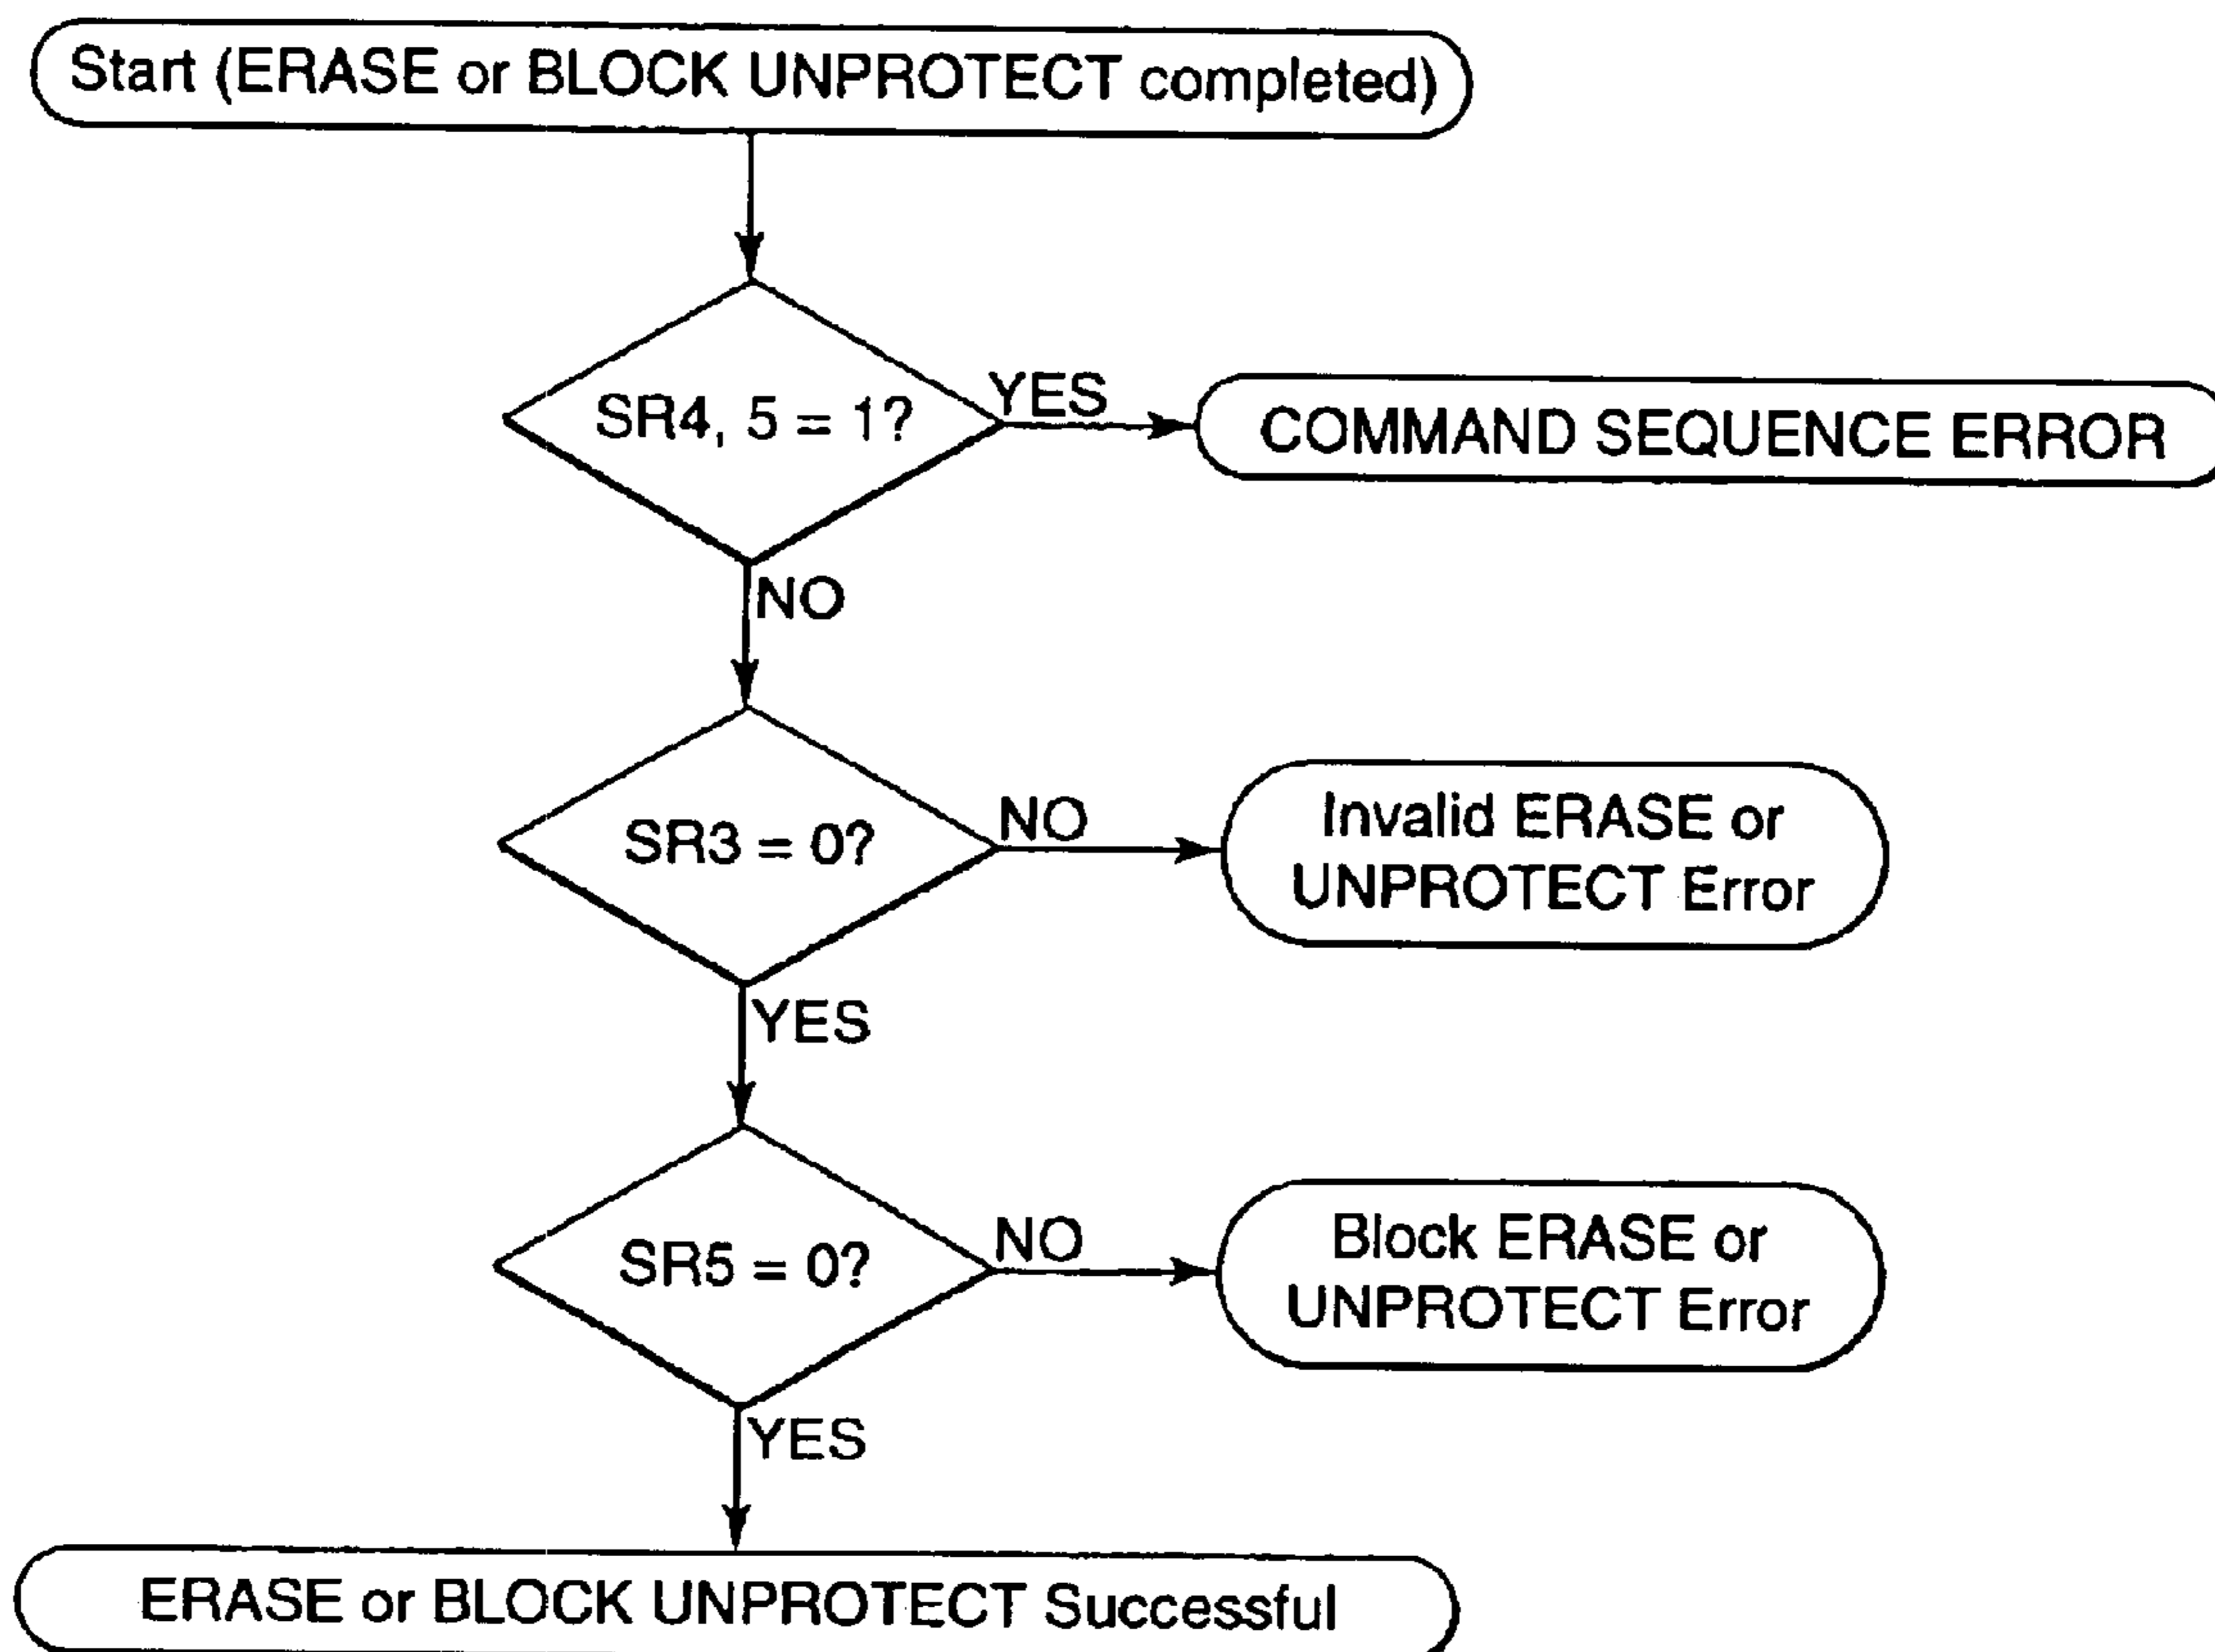 Start (ERASE or BLOCK UNPROTECT completed)
SR4, 5 = 1?
YES
COMMAND SEQUENCE ERROR
NO
SR3 = 0?
NO
Invalid ERASE or
UNPROTECT Error
YES
SR5 = 0?
NO
Block ERASE or
UNPROTECT Error
YES
ERASE or BLOCK UNPROTECT Successful